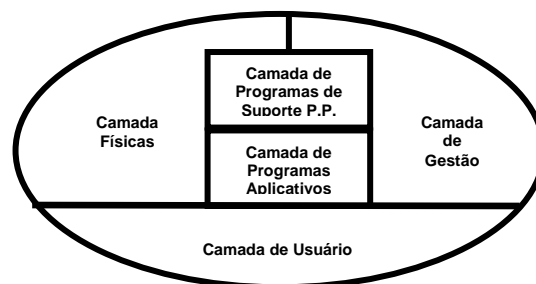 Camada de
Programas de
Suporte P.P.
Camada
Físicas
Camada
de
Gestão
Camada de
Programas
Aplicativos
Camada de Usuário